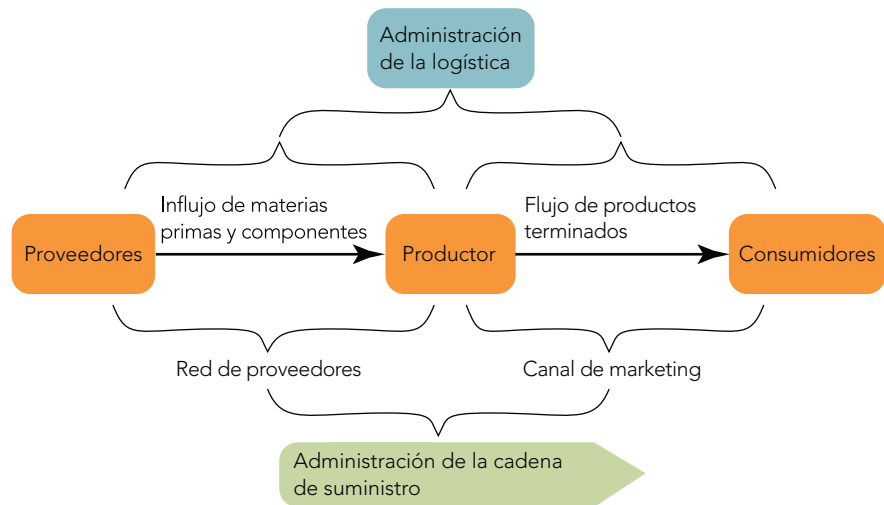 Administración
de la logística
Influjo de materias
primas y componentes
Flujo de productos
terminados
Proveedores
Productor
Consumidores
Red de proveedores
Canal de marketing
Administración de la cadena
de suministro